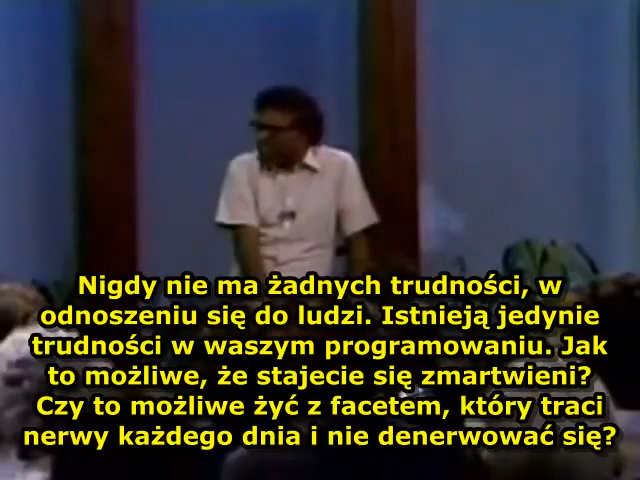 Nigdy nie ma żadnych trudności, w
odnoszeniu się do ludzi. Istnieją jedynie
trudności w waszym programowaniu. Jak
to możliwe, że stajecie się zmartwieni?
Czy to możliwe żyć z facetem, który traci
nerwy każdego dnia i nie denerwować się?